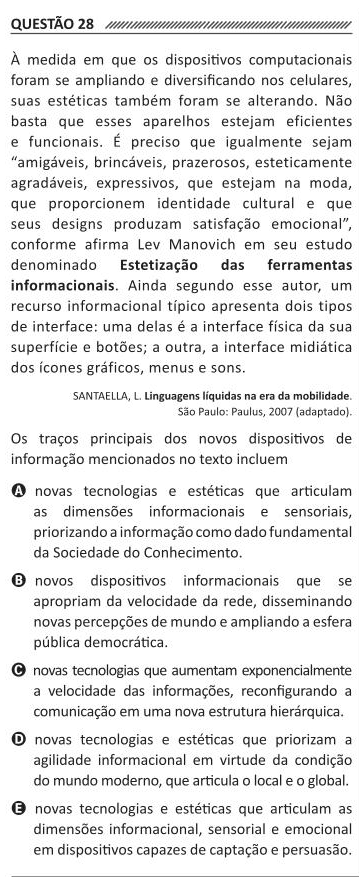 QUESTÃO 28
À medida em que os dispositivos computacionais
foram se ampliando e diversificando nos celulares,
suas estéticas também foram se alterando. Não
basta que esses aparelhos estejam eficientes
e funcionais. É preciso que igualmente sejam
“amigáveis, brincáveis, prazerosos, esteticamente
agradáveis, expressivos, que estejam na moda,
que proporcionem identidade cultural e que
seus designs produzam satisfação emocional”,
conforme afirma Lev Manovich em seu estudo
denominado Estetização das ferramentas
informacionais. Ainda segundo esse autor, um
recurso informacional típico apresenta dois tipos
de interface: uma delas é a interface física da sua
superfície e botões; a outra, a interface midiática
dos ícones gráficos, menus e sons.
SANTAELLA, L. Linguagens líquidas na era da mobilidade.
São Paulo: Paulus, 2007 (adaptado).
Os traços principais dos novos dispositivos de
informação mencionados no texto incluem
A novas tecnologias e estéticas que articulam
as dimensões informacionais e sensoriais,
priorizando a informação como dado fundamental
da Sociedade do Conhecimento.
B novos dispositivos informacionais que se
apropriam da velocidade da rede, disseminando
novas percepções de mundo e ampliando a esfera
pública democrática.
C novas tecnologias que aumentam exponencialmente
a velocidade das informações, reconfigurando a
comunicação em uma nova estrutura hierárquica.
D novas tecnologias e estéticas que priorizam a
agilidade informacional em virtude da condição
do mundo moderno, que articula o local e o global.
E novas tecnologias e estéticas que articulam as
dimensões informacional, sensorial e emocional
em dispositivos capazes de captação e persuasão.